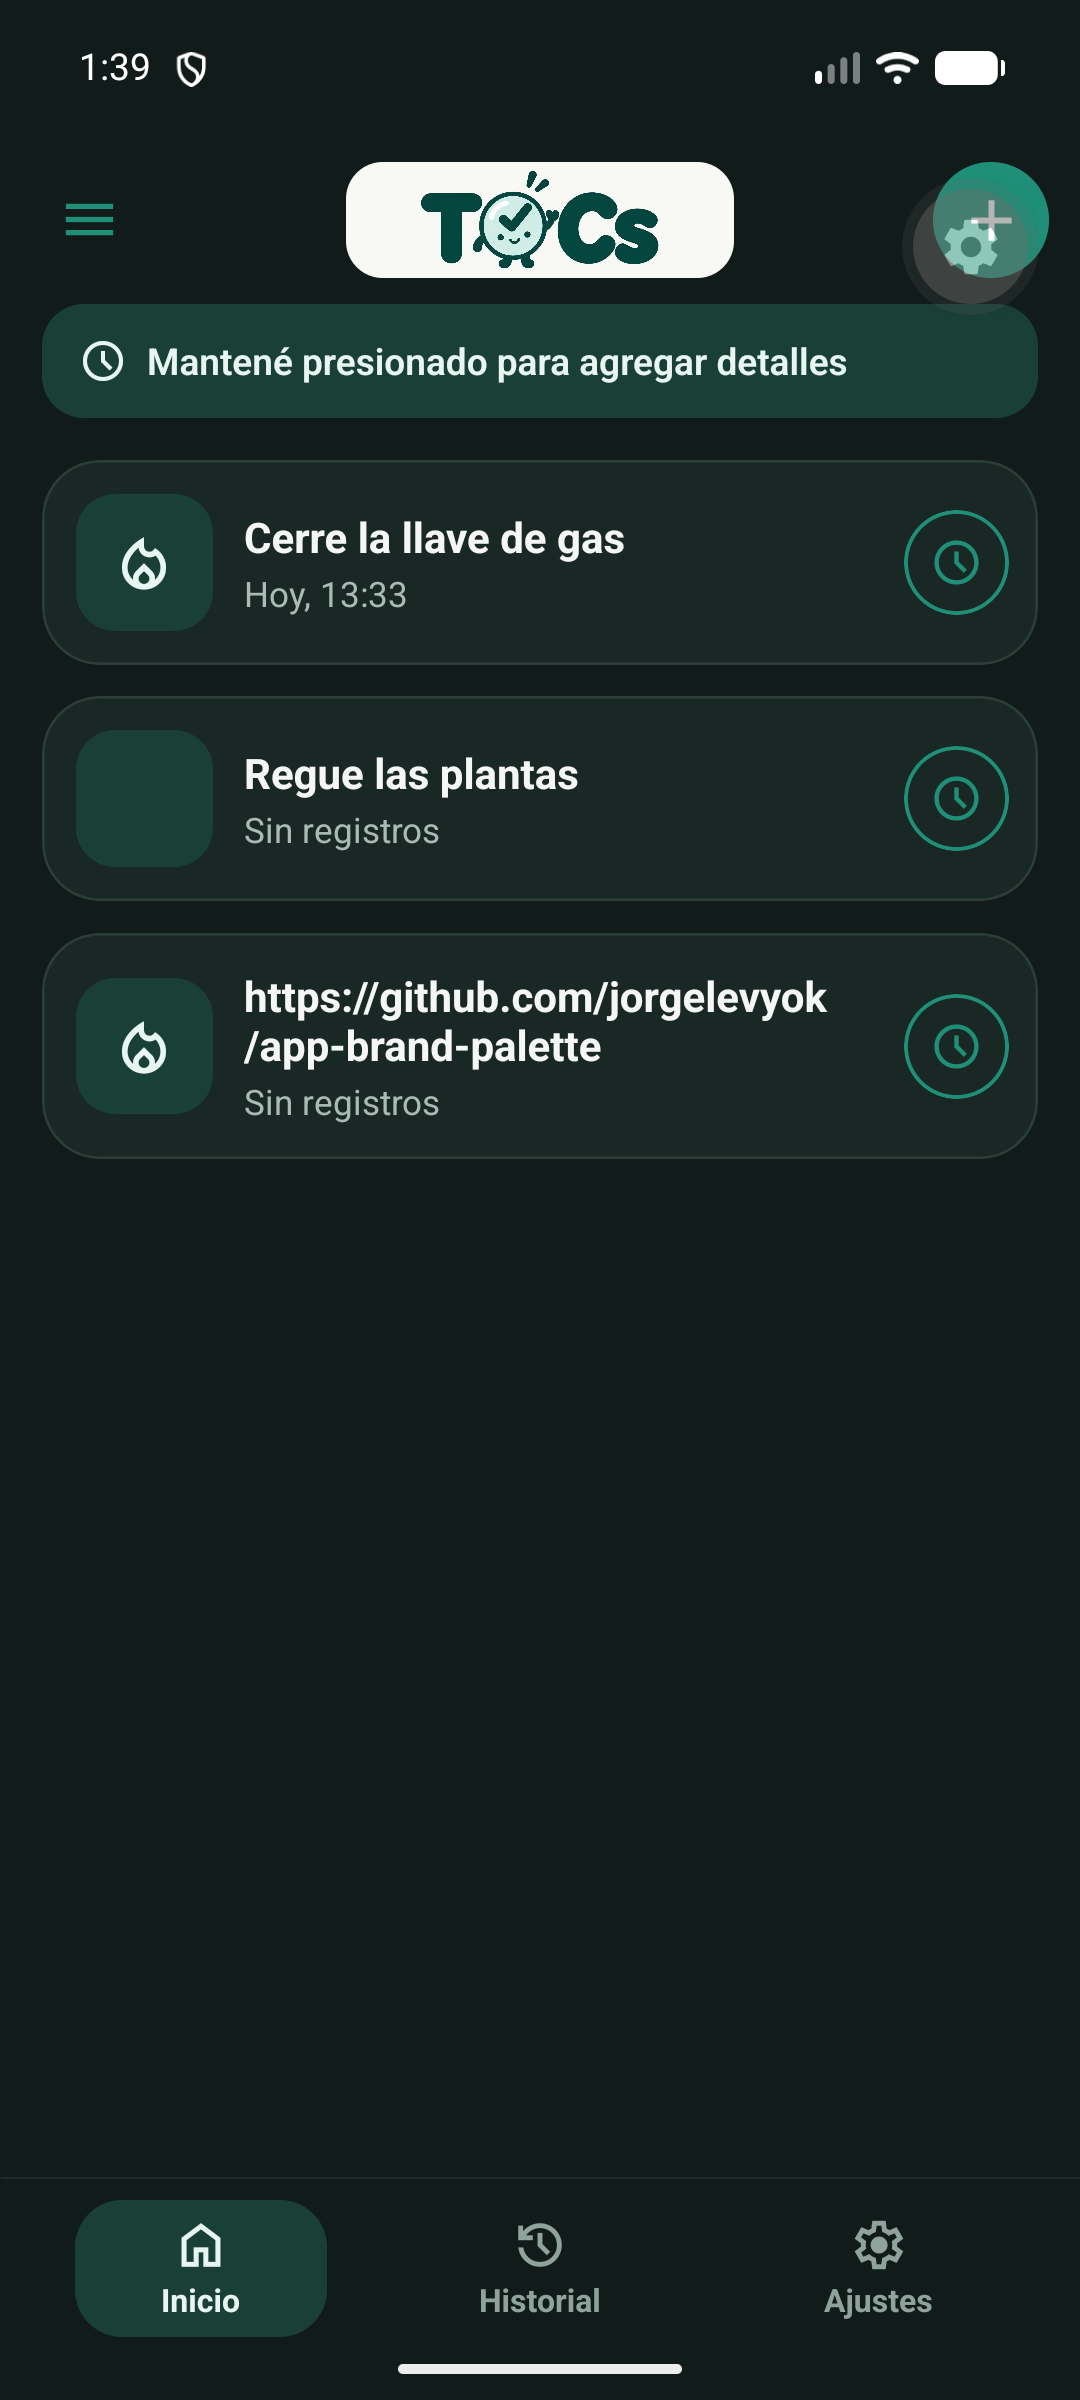 1:39
TOCs
Mantené presionado para agregar detalles
Cerre la llave de gas
Hoy, 13:33
Regue las plantas
Sin registros
https://github.com/jorgelevyok
/app-brand-palette
Sin registros
Inicio
Historial
Ajustes